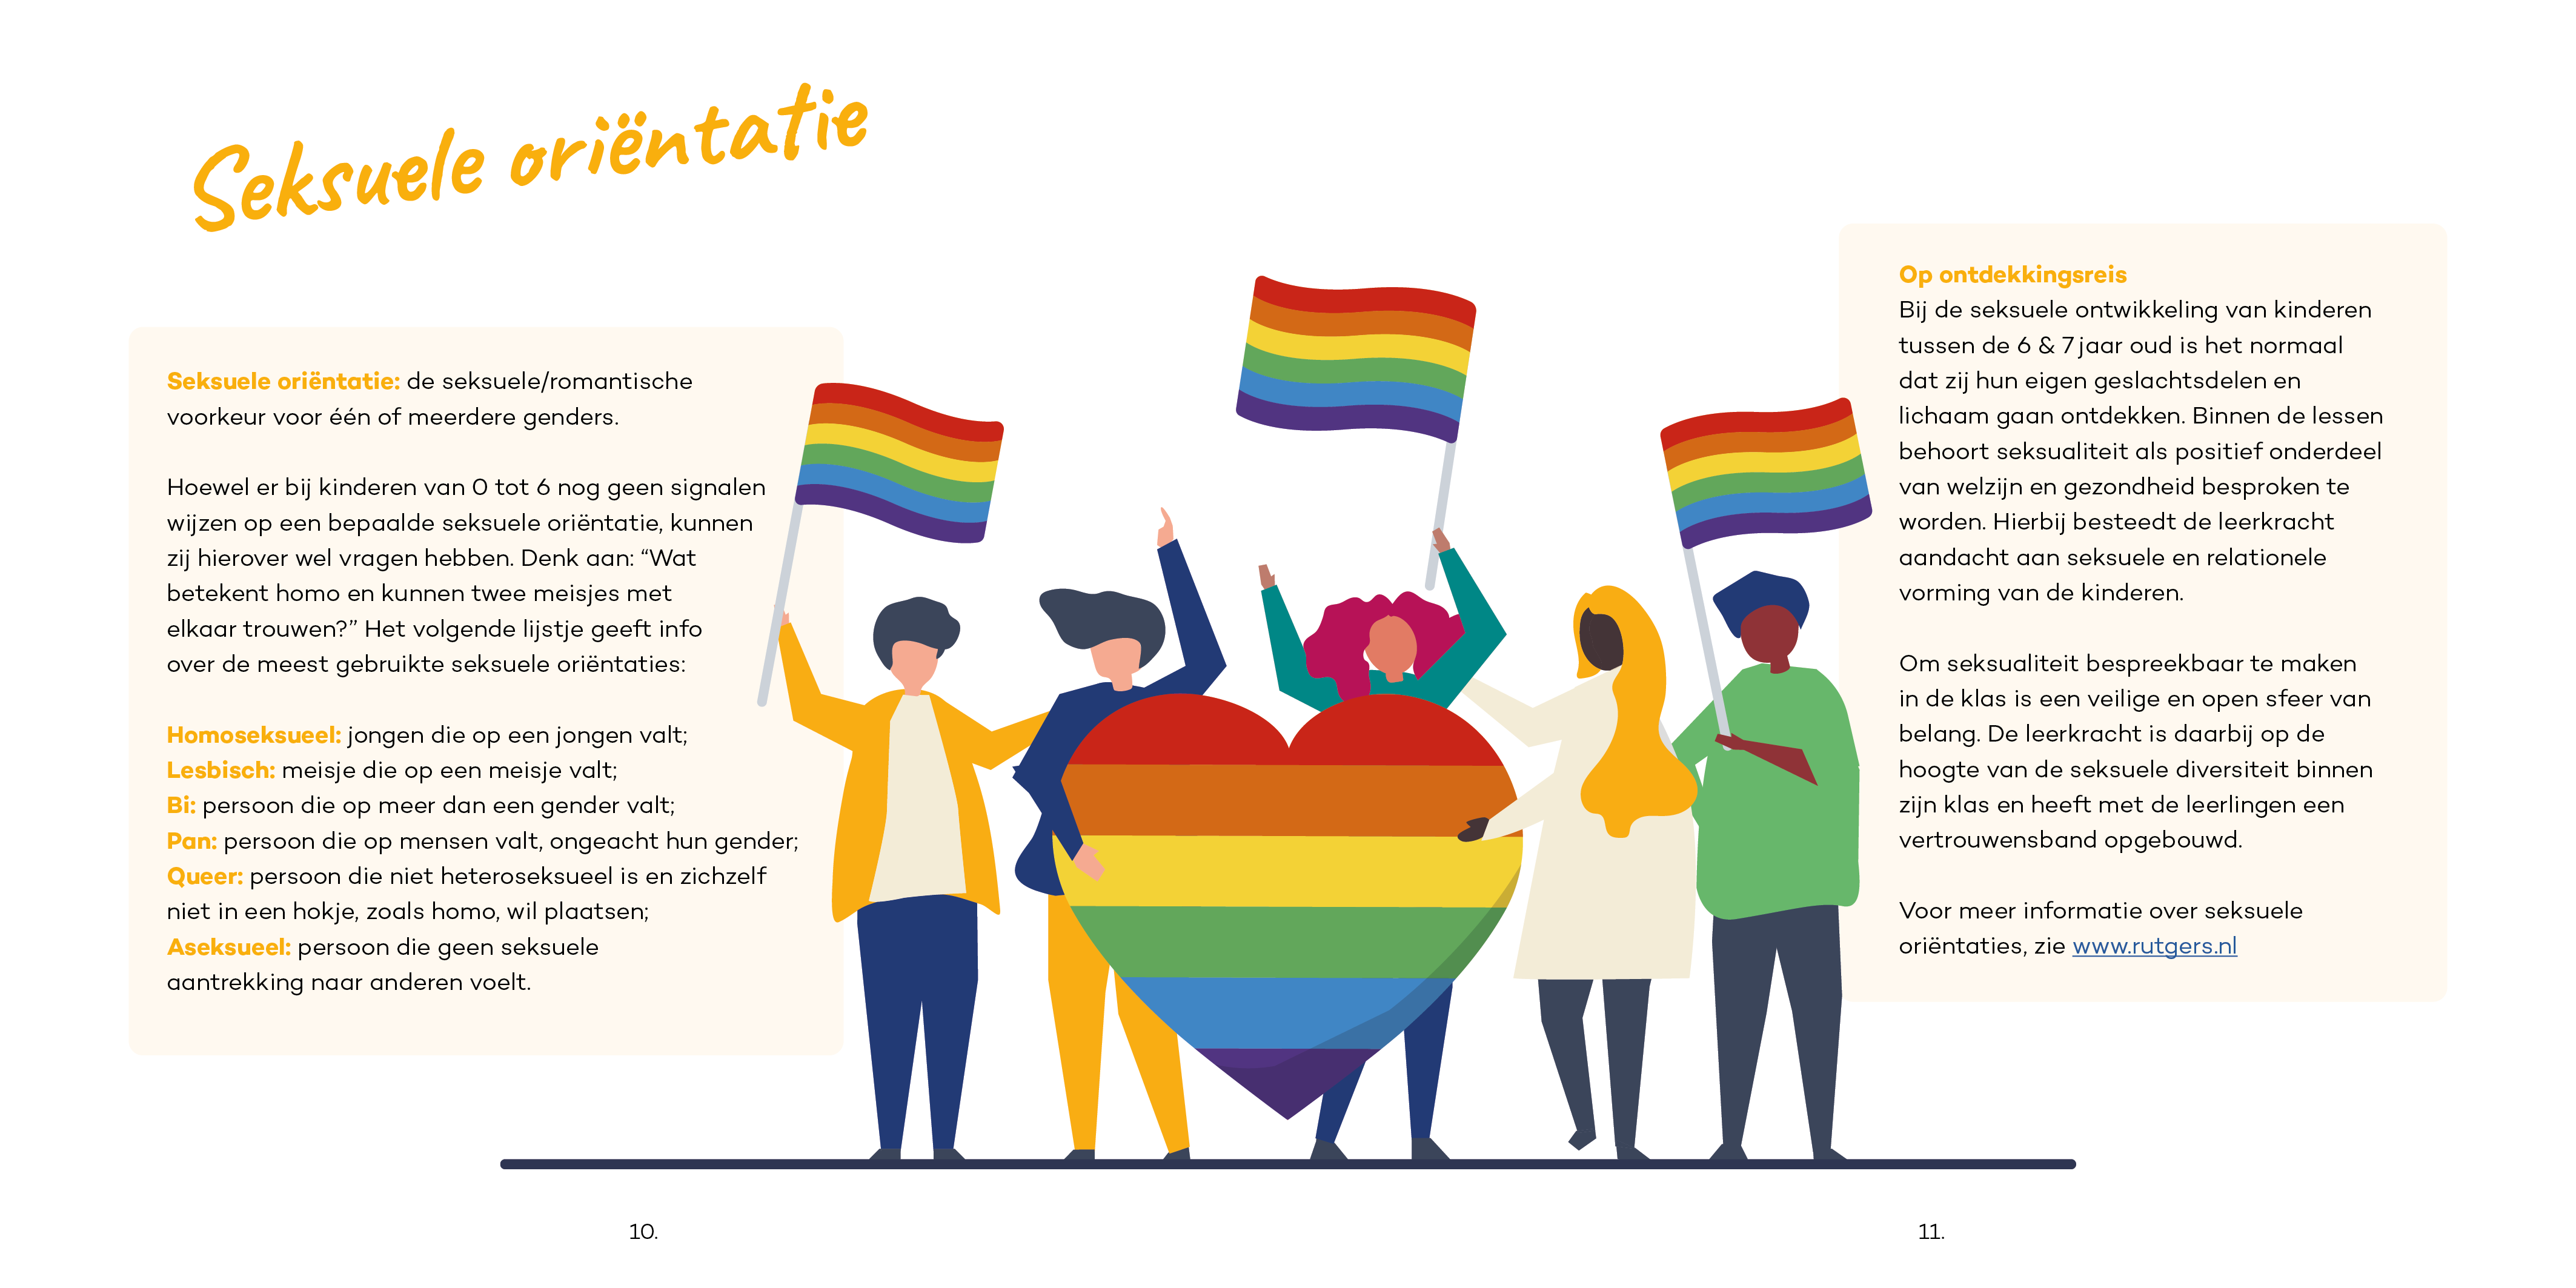 Seksuele oriëntatie
Seksuele oriëntatie: de seksuele/romantische
voorkeur voor één of meerdere genders.
Hoewel er bij kinderen van 0 tot 6 nog geen signalen
wijzen op een bepaalde seksuele oriëntatie, kunnen
zij hierover wel vragen hebben. Denk aan: “Wat
betekent homo en kunnen twee meisjes met
elkaar trouwen?” Het volgende lijstje geeft info
over de meest gebruikte seksuele oriëntaties:
Homoseksueel: jongen die op een jongen valt;
Lesbisch: meisje die op een meisje valt;
Bi: persoon die op meer dan een gender valt;
Pan: persoon die op mensen valt, ongeacht hun gender;
Queer: persoon die niet heteroseksueel is en zichzelf
niet in een hokje, zoals homo, wil plaatsen;
Aseksueel: persoon die geen seksuele
aantrekking naar anderen voelt.
10.
Op ontdekkingsreis
Bij de seksuele ontwikkeling van kinderen
tussen de 6 & 7 jaar oud is het normaal
dat zij hun eigen geslachtsdelen en
lichaam gaan ontdekken. Binnen de lessen
behoort seksualiteit als positief onderdeel
van welzijn en gezondheid besproken te
worden. Hierbij besteedt de leerkracht
aandacht aan seksuele en relationele
vorming van de kinderen.
Om seksualiteit bespreekbaar te maken
in de klas is een veilige en open sfeer van
belang. De leerkracht is daarbij op de
hoogte van de seksuele diversiteit binnen
zijn klas en heeft met de leerlingen een
vertrouwensband opgebouwd.
Voor meer informatie over seksuele
oriëntaties, zie www.rutgers.nl
11.